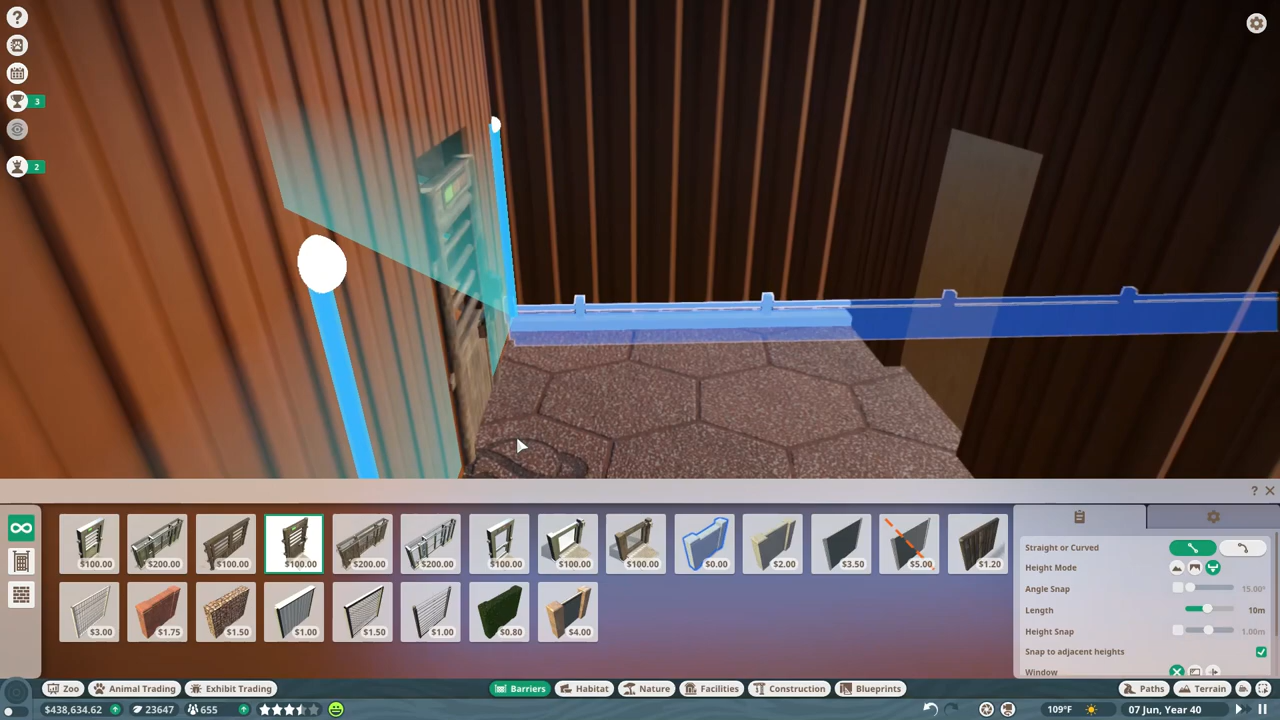 ?
3
2
? 
$100.00 $200.00 $100.00 $100.00 $200.00 $200.00 $100.00 $100.00 $100.00 $0.00 $2.00 $3.50 $5.00 $1.20
$3.00 $1.75 $1.50 $1.00 $1.50 $1.00 $0.80 $4.00
Straight or Curved
Height Mode
Angle Snap 15.00°
Length 10m
Height Snap 1.00m
Snap to adjacent heights
Window
Zoo Animal Trading Exhibit Trading Barriers Habitat Nature Facilities Construction Blueprints Paths Terrain
$438,634.62 23647 655 109°F 07 Jun, Year 40